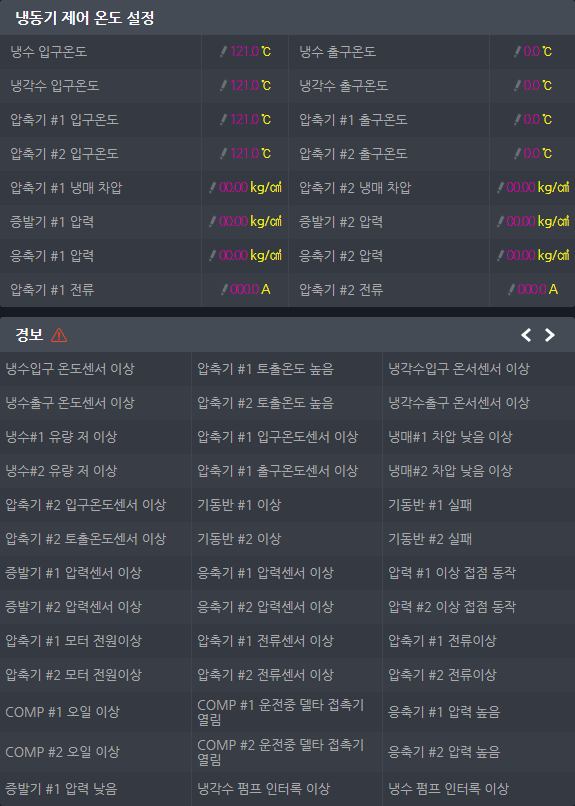 냉동기 제어 온도 설정
냉수 입구온도 121.0 ℃ 냉수 출구온도 0.0 ℃
냉각수 입구온도 121.0 ℃ 냉각수 출구온도 0.0 ℃
압축기 #1 입구온도 121.0 ℃ 압축기 #1 출구온도 0.0 ℃
압축기 #2 입구온도 121.0 ℃ 압축기 #2 출구온도 0.0 ℃
압축기 #1 냉매 차압 00.00 kg/㎠ 압축기 #2 냉매 차압 00.00 kg/㎠
증발기 #1 압력 00.00 kg/㎠ 증발기 #2 압력 00.00 kg/㎠
응축기 #1 압력 00.00 kg/㎠ 응축기 #2 압력 00.00 kg/㎠
압축기 #1 전류 000.0 A 압축기 #2 전류 000.0 A
경보
냉수입구 온도센서 이상 압축기 #1 토출온도 높음 냉각수입구 온서센서 이상
냉수출구 온도센서 이상 압축기 #2 토출온도 높음 냉각수출구 온서센서 이상
냉수#1 유량 저 이상 압축기 #1 입구온도센서 이상 냉매#1 차압 낮음 이상
냉수#2 유량 저 이상 압축기 #1 출구온도센서 이상 냉매#2 차압 낮음 이상
압축기 #2 입구온도센서 이상 기동반 #1 이상 기동반 #1 실패
압축기 #2 토출온도센서 이상 기동반 #2 이상 기동반 #2 실패
증발기 #1 압력센서 이상 응축기 #1 압력센서 이상 압력 #1 이상 접점 동작
증발기 #2 압력센서 이상 응축기 #2 압력센서 이상 압력 #2 이상 접점 동작
압축기 #1 모터 전원이상 압축기 #1 전류센서 이상 압축기 #1 전류이상
압축기 #2 모터 전원이상 압축기 #2 전류센서 이상 압축기 #2 전류이상
COMP #1 오일 이상 COMP #1 운전중 델타 접촉기 응축기 #1 압력 높음
열림
COMP #2 오일 이상 COMP #2 운전중 델타 접촉기 응축기 #2 압력 높음
열림
증발기 #1 압력 낮음 냉각수 펌프 인터록 이상 냉수 펌프 인터록 이상